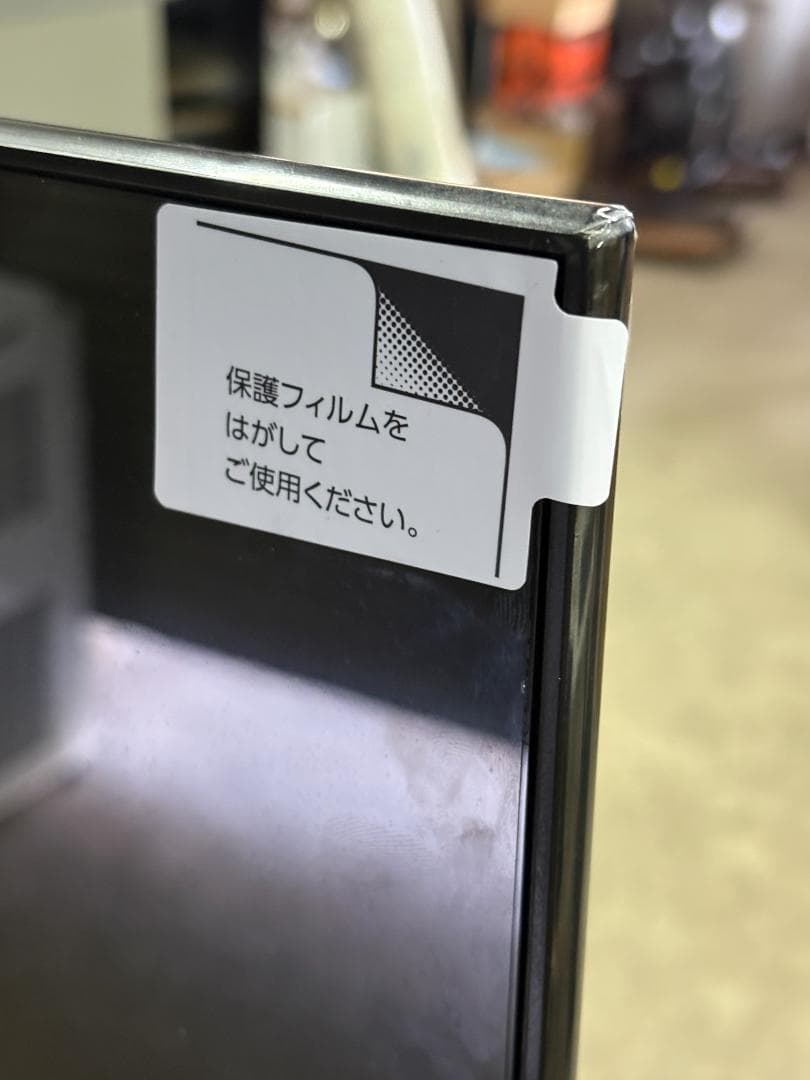 保護フィルムを
はがして
ご使用ください。